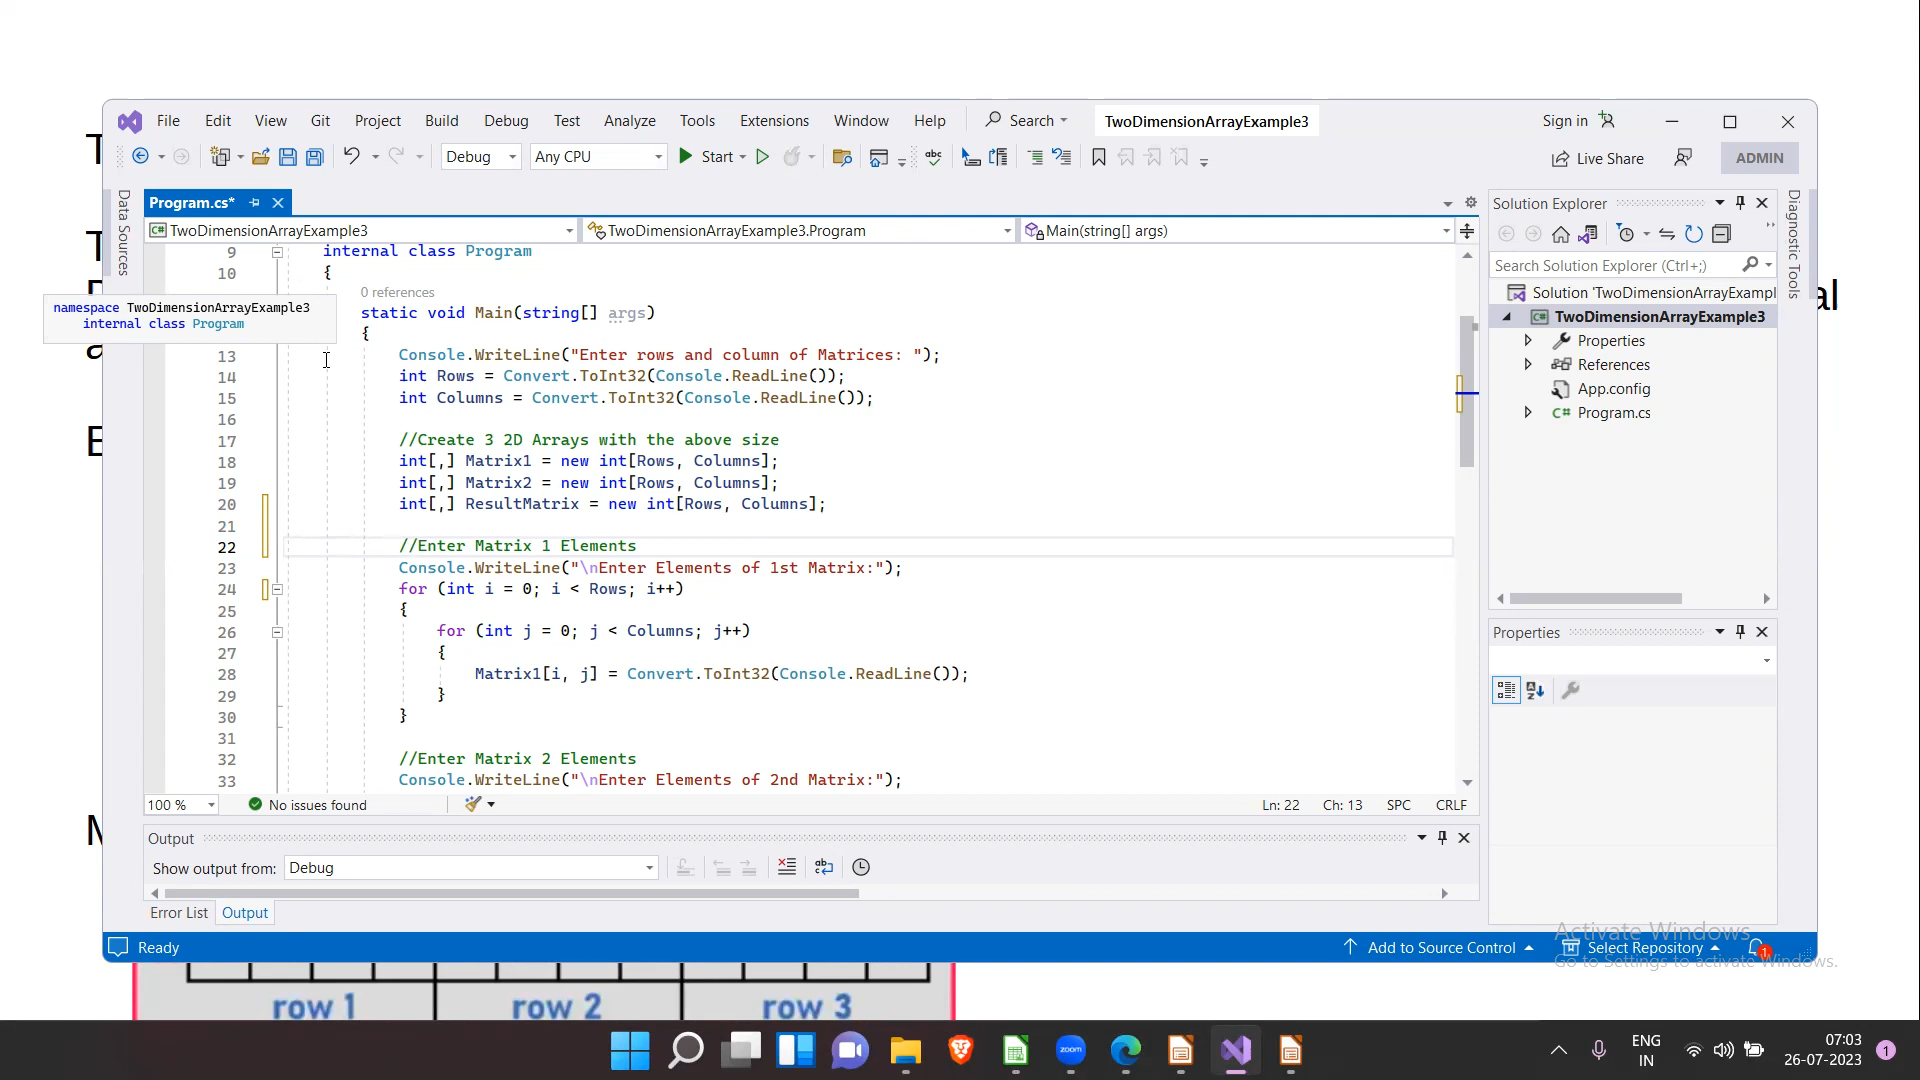 File Edit View Git Project Build Debug Test Analyze Tools Extensions Window Help Search TwoDimensionArrayExample3 Sign in
Debug Any CPU Start Live Share ADMIN
Data Sources
Program.cs*
TwoDimensionArrayExample3 TwoDimensionArrayExample3.Program Main(string[] args)
9 internal class Program
10 {
0 references
static void Main(string[] args)
{
namespace TwoDimensionArrayExample3
internal class Program
13 Console.WriteLine("Enter rows and column of Matrices: ");
14 int Rows = Convert.ToInt32(Console.ReadLine());
15 int Columns = Convert.ToInt32(Console.ReadLine());
16
17 //Create 3 2D Arrays with the above size
18 int[,] Matrix1 = new int[Rows, Columns];
19 int[,] Matrix2 = new int[Rows, Columns];
20 int[,] ResultMatrix = new int[Rows, Columns];
21
22 //Enter Matrix 1 Elements
23 Console.WriteLine("\nEnter Elements of 1st Matrix:");
24 for (int i = 0; i < Rows; i++)
25 {
26 for (int j = 0; j < Columns; j++)
27 {
28 Matrix1[i, j] = Convert.ToInt32(Console.ReadLine());
29 }
30 }
31
32 //Enter Matrix 2 Elements
33 Console.WriteLine("\nEnter Elements of 2nd Matrix:");
100 % No issues found Ln: 22 Ch: 13 SPC CRLF
Output
Show output from: Debug
Error List Output
Solution Explorer
Search Solution Explorer (Ctrl+;)
Solution 'TwoDimensionArrayExampl
TwoDimensionArrayExample3
Properties
References
App.config
C# Program.cs
Properties
Diagnostic Tools
al
Ready Add to Source Control Select Repository 1
Activate Windows
Go to Settings to activate Windows.
row 1 row 2 row 3
zoom
ENG
IN
07:03
26-07-2023
1